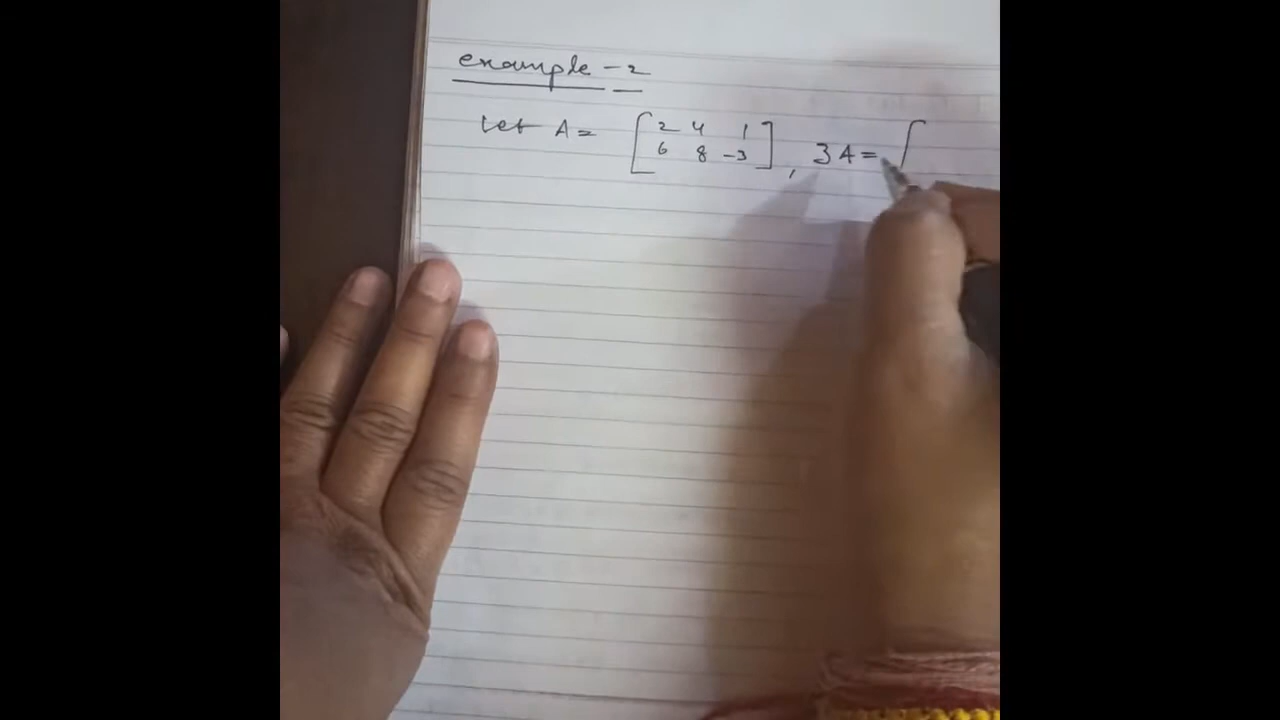 example - 2
Let A = [2 4 1
6 8 -3], 3A = [